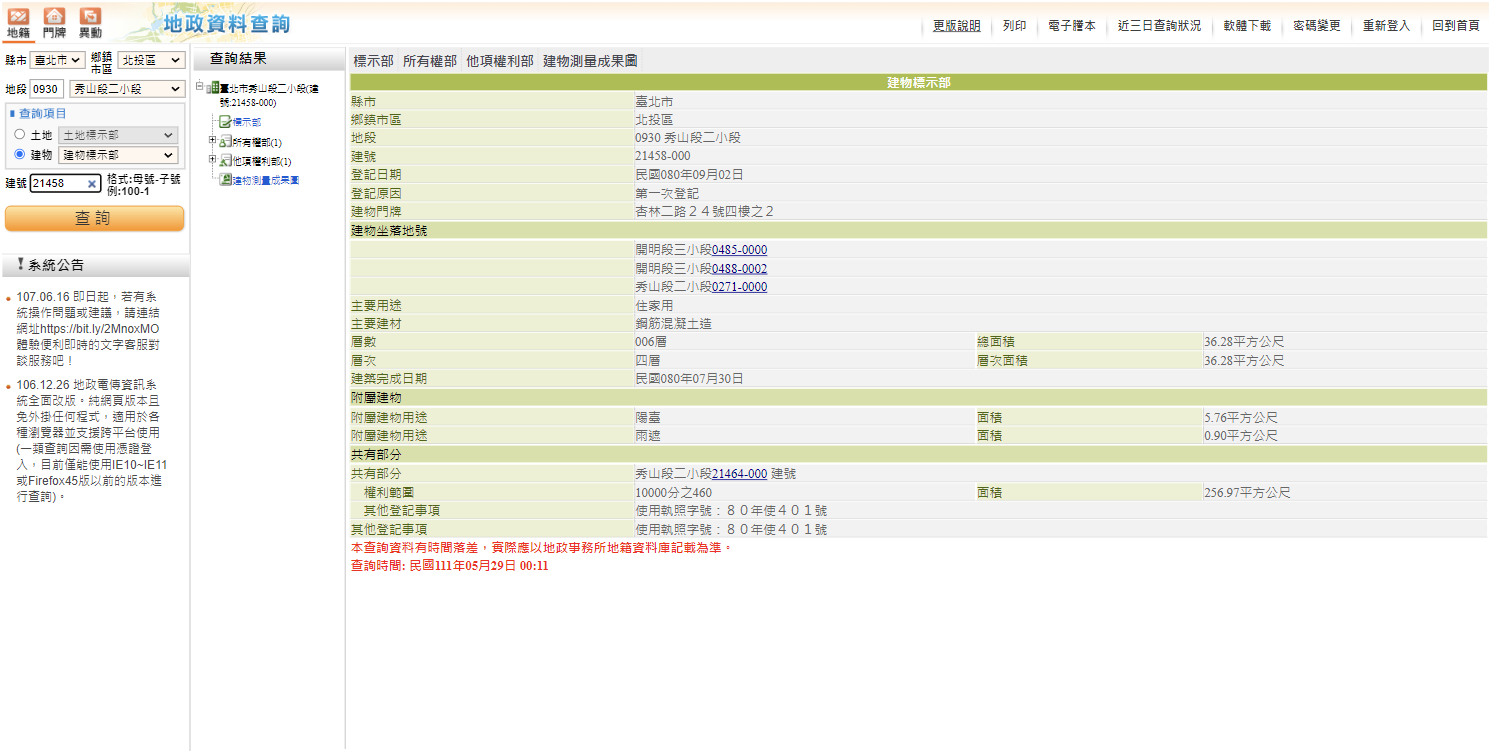 地籍 門牌 異動 地政資料查詢 更版說明 列印 電子謄本 近三日查詢狀況 軟體下載 密碼變更 重新登入 回到首頁
縣市 臺北市 鄉鎮市區 北投區
地段 0930 秀山段二小段
查詢項目
土地 土地標示部
建物 建物標示部
建號 21458 格式:母號-子號
例:100-1
查 詢
系統公告
107.06.16 即日起，若有系
統操作問題或建議，請連結
網址https://bit.ly/2MnoxMO
體驗便利即時的文字客服對
談服務吧！
106.12.26 地政電傳資訊系
統全面改版。純網頁版本且
免外掛任何程式，適用於各
種瀏覽器並支援跨平台使用
(一類查詢因需使用憑證登
入，目前僅能使用IE10~IE11
或Firefox45版以前的版本進
行查詢)。
查詢結果
臺北市秀山段二小段(建
號:21458-000)
標示部
所有權部(1)
他項權利部(1)
建物測量成果圖
標示部 所有權部 他項權利部 建物測量成果圖
建物標示部
縣市 臺北市
鄉鎮市區 北投區
地段 0930 秀山段二小段
建號 21458-000
登記日期 民國080年09月02日
登記原因 第一次登記
建物門牌 杏林二路２４號四樓之２
建物坐落地號
開明段三小段0485-0000
開明段三小段0488-0002
秀山段二小段0271-0000
主要用途 住家用
主要建材 鋼筋混凝土造
層數 006層 總面積 36.28平方公尺
層次 四層 層次面積 36.28平方公尺
建築完成日期 民國080年07月30日
附屬建物
附屬建物用途 陽臺 面積 5.76平方公尺
附屬建物用途 雨遮 面積 0.90平方公尺
共有部分
共有部分 秀山段二小段21464-000 建號
權利範圍 10000分之460 面積 256.97平方公尺
其他登記事項 使用執照字號：８０年使４０１號
其他登記事項 使用執照字號：８０年使４０１號
本查詢資料有時間落差，實際應以地政事務所地籍資料庫記載為準。
查詢時間: 民國111年05月29日 00:11